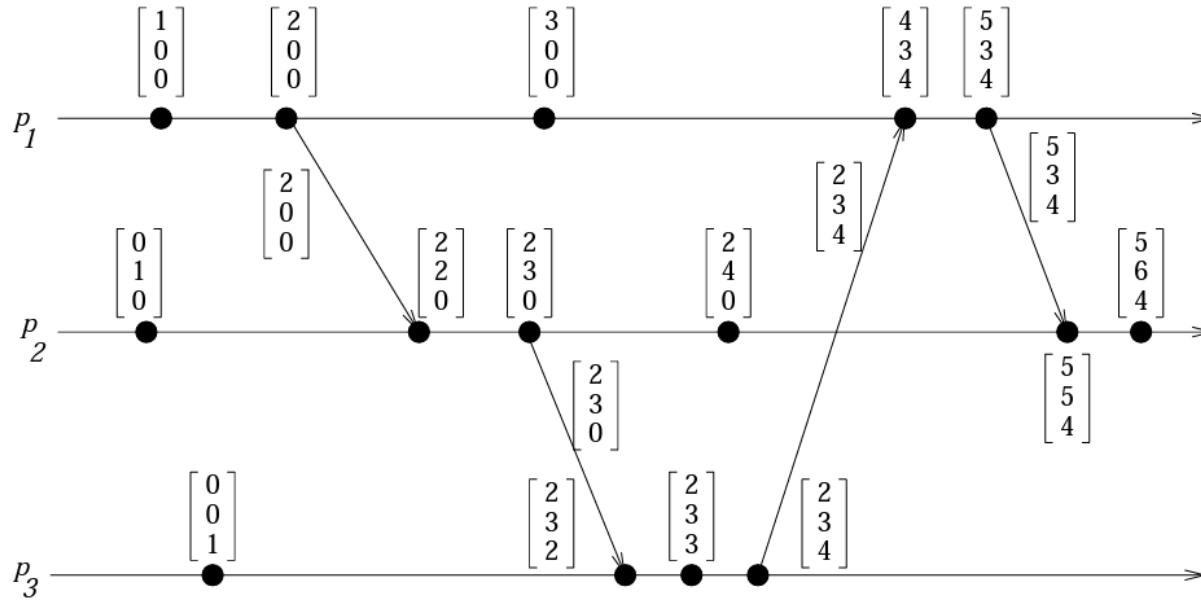 1 2 3 4 5
0 0 0 3 3
0 0 0 4 4
p1
2 2 5
0 3 3
0 4 4
0 2 2 2 5
1 2 3 4 6
0 0 0 0 4
p2
2 5
3 5
0 4
0 2 2 2
0 3 3 3
1 2 3 4
p3